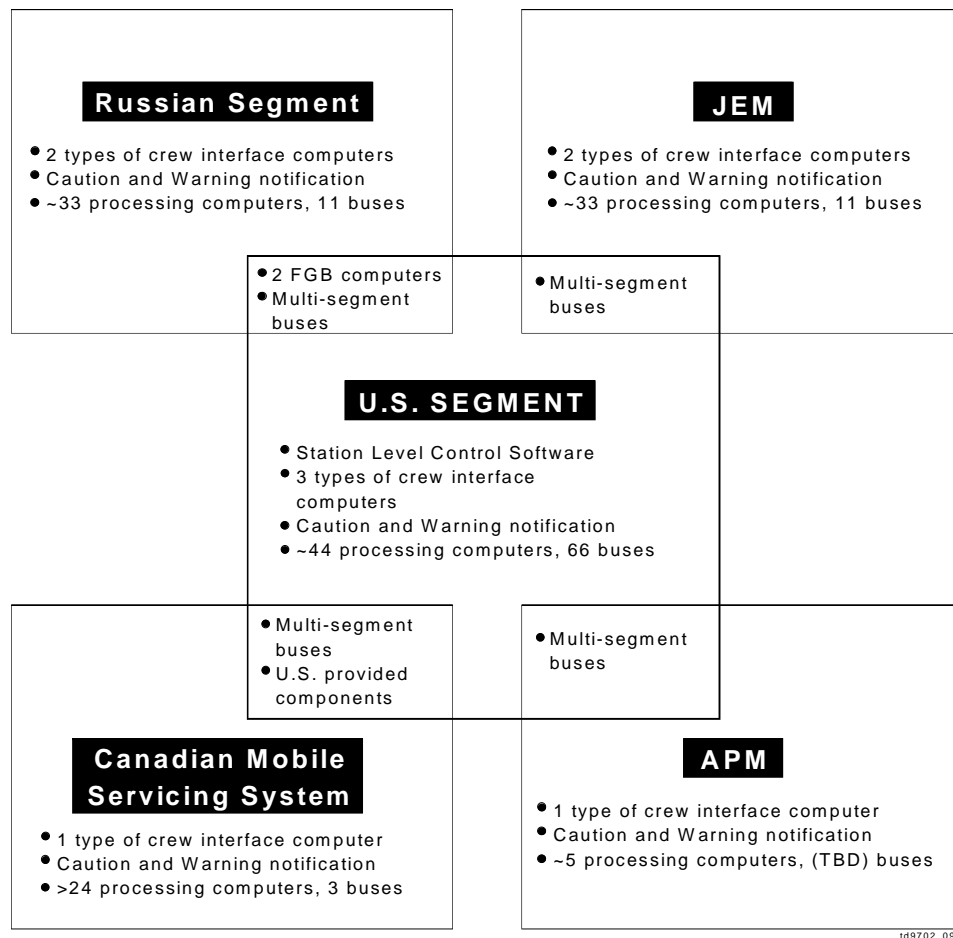 Russian Segment
• 2 types of crew interface computers
• Caution and Warning notification
• ~33 processing computers, 11 buses
JEM
• 2 types of crew interface computers
• Caution and Warning notification
• ~33 processing computers, 11 buses
• 2 FGB computers
• Multi-segment
buses
• Multi-segment
buses
U.S. SEGMENT
• Station Level Control Software
• 3 types of crew interface
computers
• Caution and Warning notification
• ~44 processing computers, 66 buses
• Multi-segment
buses
• U.S. provided
components
• Multi-segment
buses
Canadian Mobile
Servicing System
• 1 type of crew interface computer
• Caution and Warning notification
• >24 processing computers, 3 buses
APM
• 1 type of crew interface computer
• Caution and Warning notification
• ~5 processing computers, (TBD) buses
td9702_09